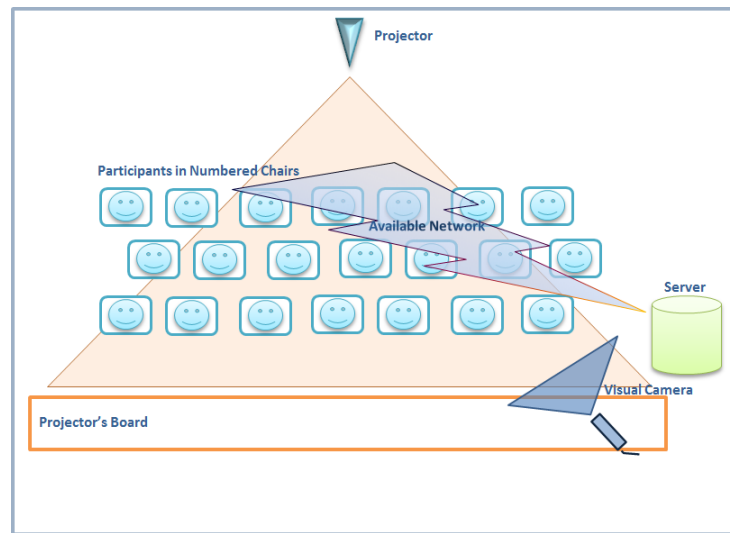 Projector
Participants in Numbered Chairs
Available Network
Server
Visual Camera
Projector's Board